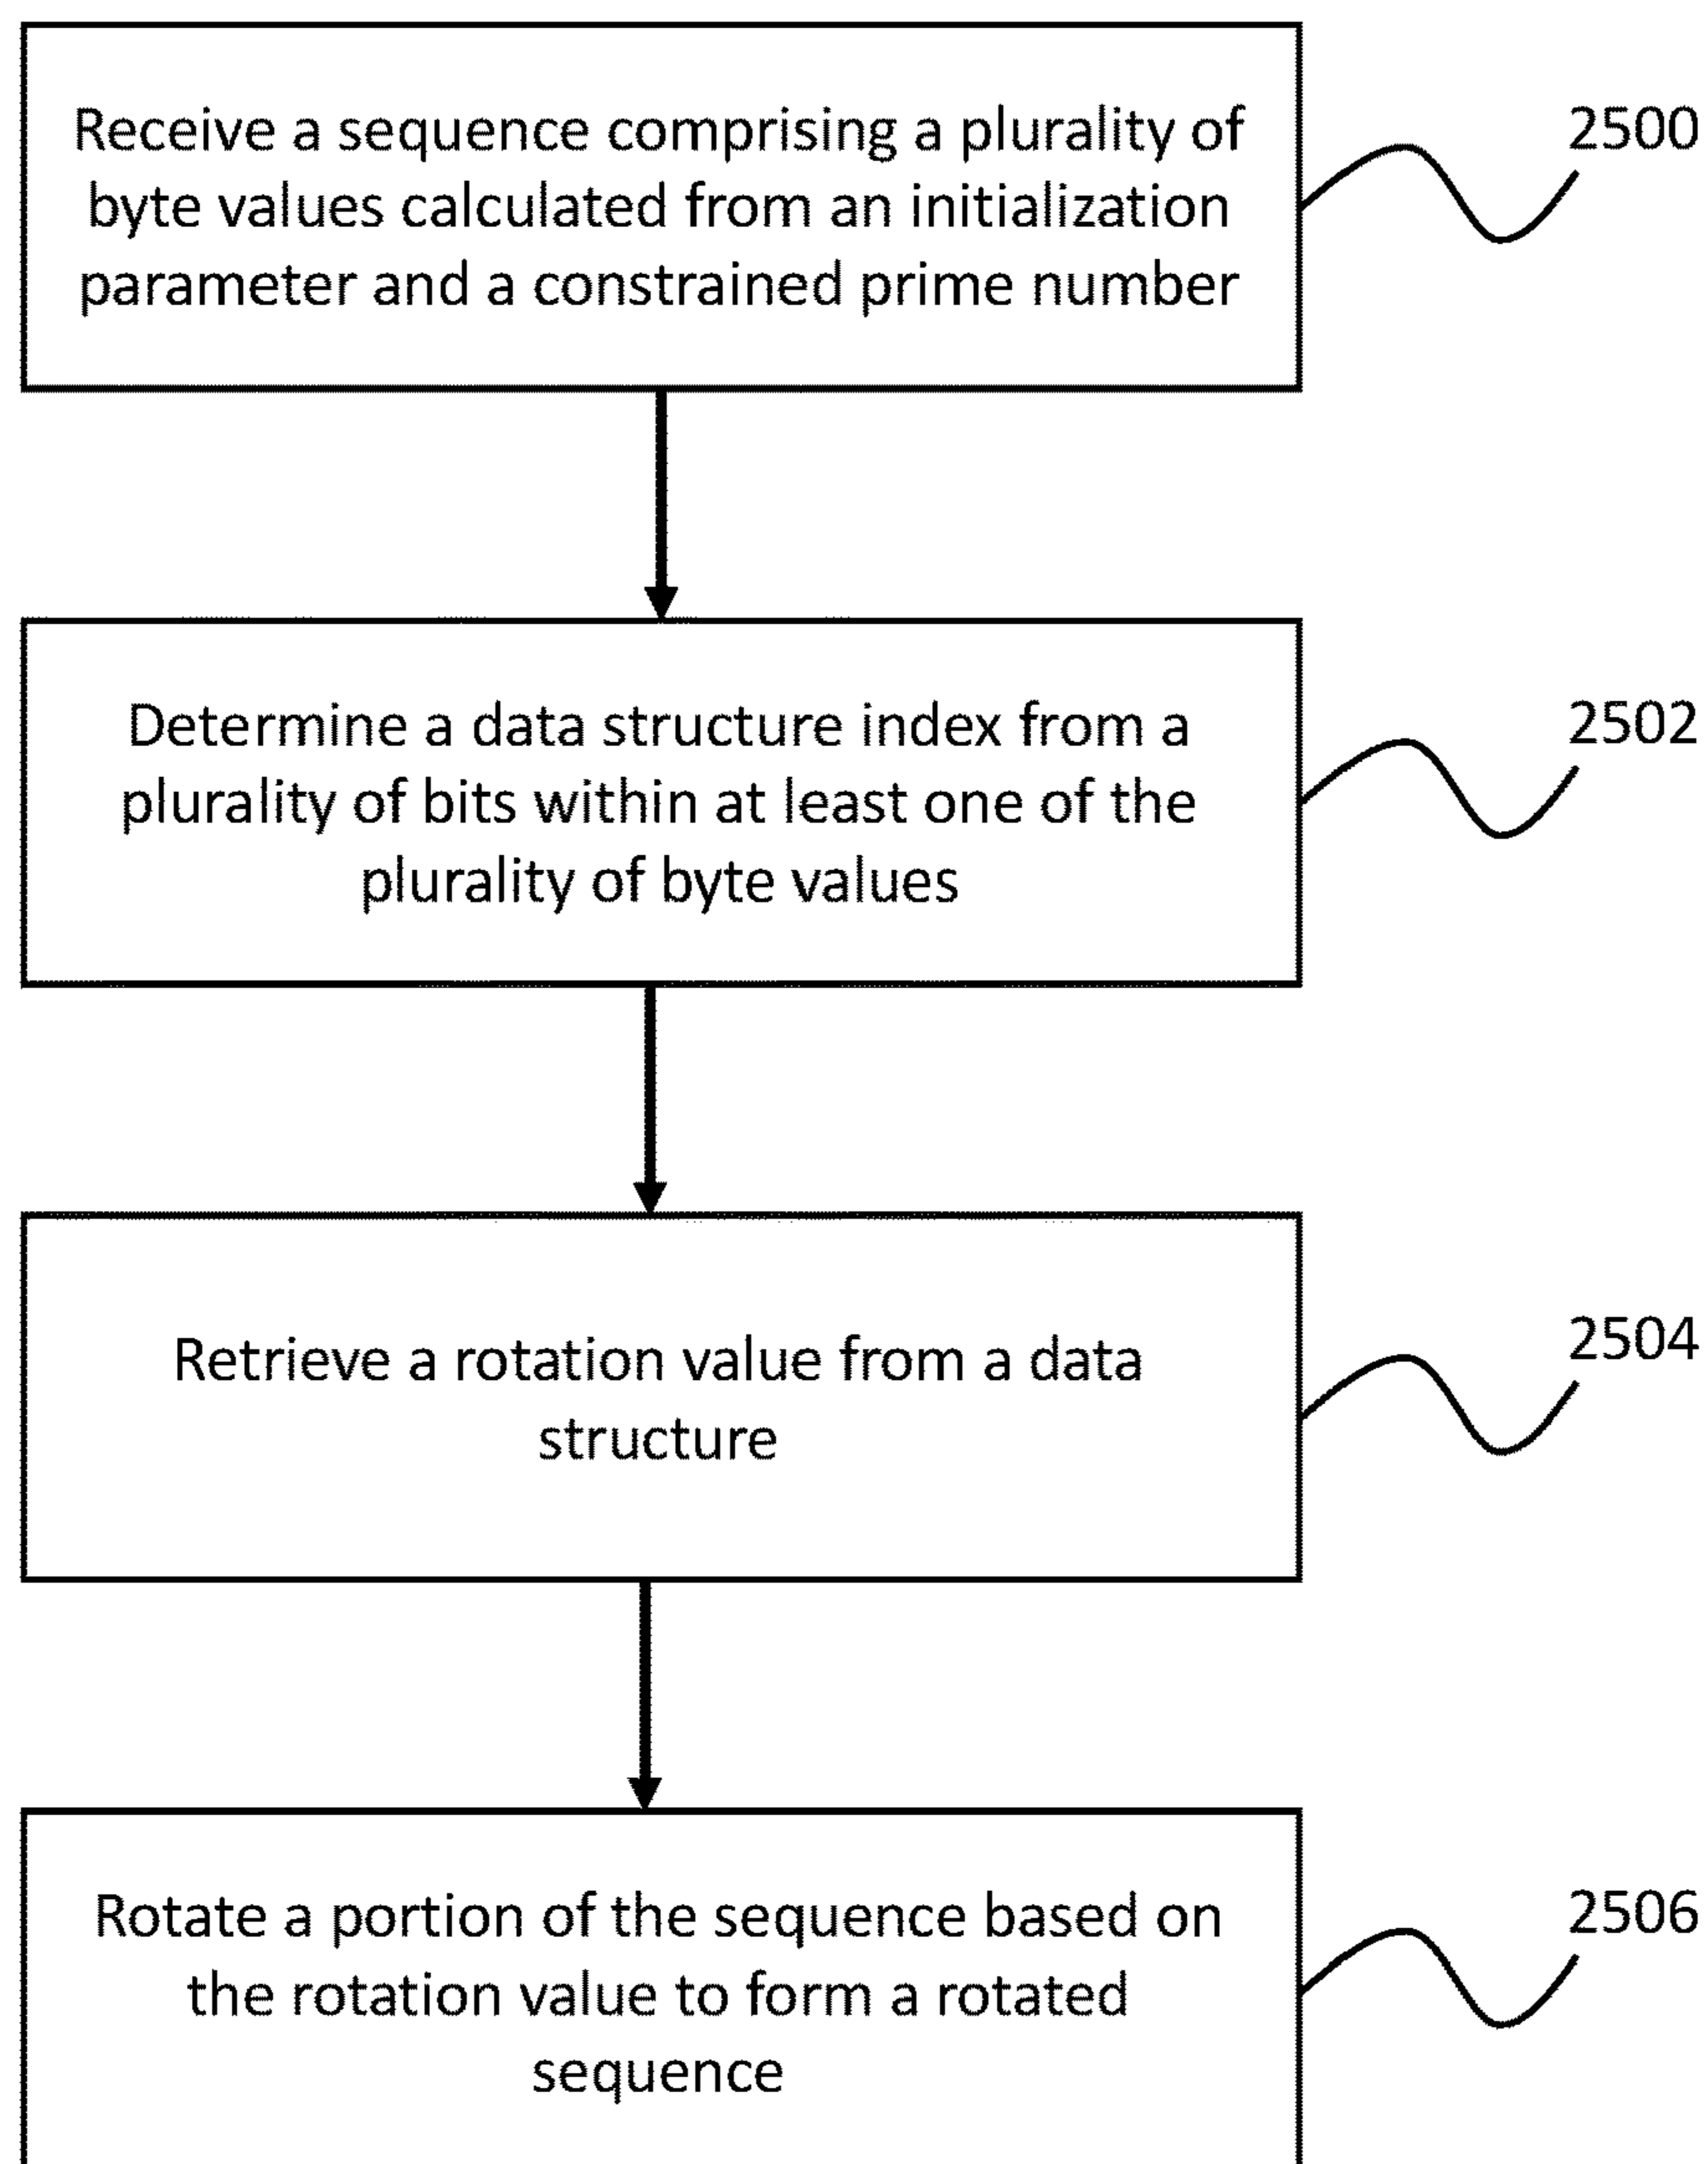 Receive a sequence comprising a plurality of
byte values calculated from an initialization
parameter and a constrained prime number
2500
Determine a data structure index from a
plurality of bits within at least one of the
plurality of byte values
2502
Retrieve a rotation value from a data
structure
2504
Rotate a portion of the sequence based on
the rotation value to form a rotated
sequence
2506